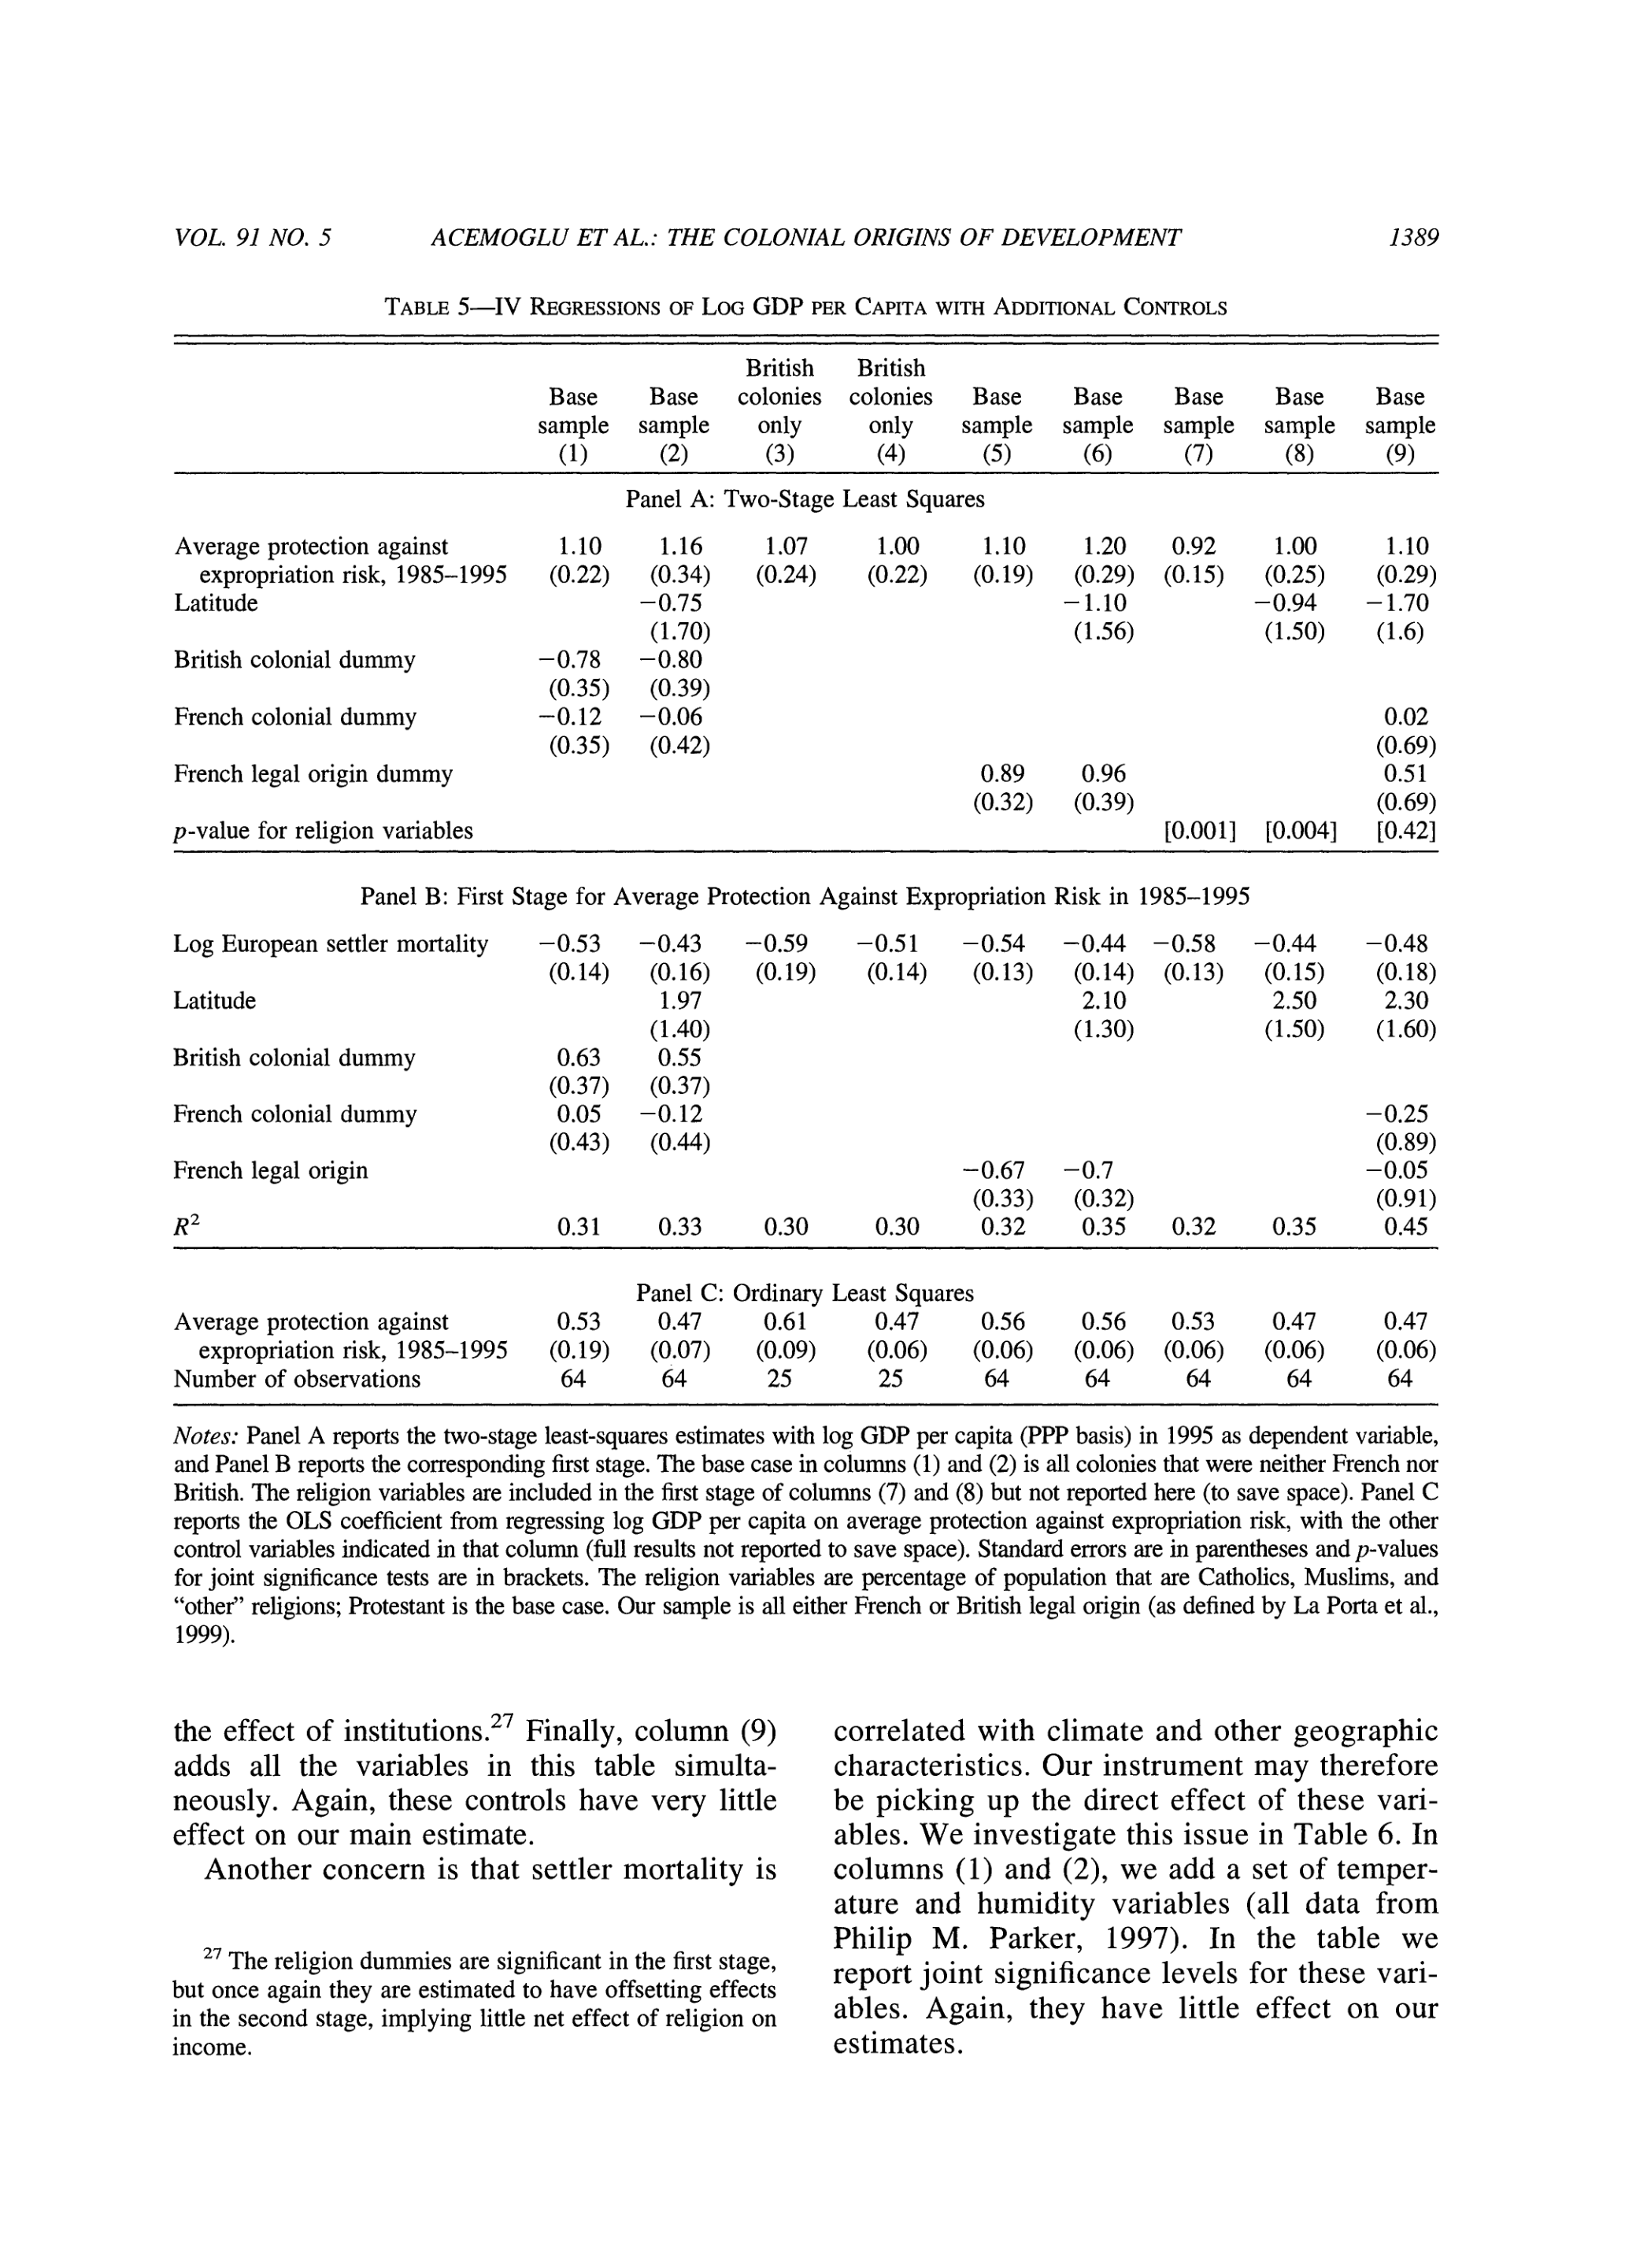 VOL. 91 NO. 5 ACEMOGLU ET AL.: THE COLONIAL ORIGINS OF DEVELOPMENT 1389
TABLE 5—IV REGRESSIONS OF LOG GDP PER CAPITA WITH ADDITIONAL CONTROLS
British British
Base Base colonies colonies Base Base Base Base Base
sample sample only only sample sample sample sample sample
(1) (2) (3) (4) (5) (6) (7) (8) (9)
Panel A: Two-Stage Least Squares
Average protection against 1.10 1.16 1.07 1.00 1.10 1.20 0.92 1.00 1.10
expropriation risk, 1985–1995 (0.22) (0.34) (0.24) (0.22) (0.19) (0.29) (0.15) (0.25) (0.29)
Latitude −0.75 −1.10 −0.94 −1.70
(1.70) (1.56) (1.50) (1.6)
British colonial dummy −0.78 −0.80
(0.35) (0.39)
French colonial dummy −0.12 −0.06 0.02
(0.35) (0.42) (0.69)
French legal origin dummy 0.89 0.96 0.51
(0.32) (0.39) (0.69)
p-value for religion variables [0.001] [0.004] [0.42]
Panel B: First Stage for Average Protection Against Expropriation Risk in 1985–1995
Log European settler mortality −0.53 −0.43 −0.59 −0.51 −0.54 −0.44 −0.58 −0.44 −0.48
(0.14) (0.16) (0.19) (0.14) (0.13) (0.14) (0.13) (0.15) (0.18)
Latitude 1.97 2.10 2.50 2.30
(1.40) (1.30) (1.50) (1.60)
British colonial dummy 0.63 0.55
(0.37) (0.37)
French colonial dummy 0.05 −0.12 −0.25
(0.43) (0.44) (0.89)
French legal origin −0.67 −0.7 −0.05
(0.33) (0.32) (0.91)
R² 0.31 0.33 0.30 0.30 0.32 0.35 0.32 0.35 0.45
Panel C: Ordinary Least Squares
Average protection against 0.53 0.47 0.61 0.47 0.56 0.56 0.53 0.47 0.47
expropriation risk, 1985–1995 (0.19) (0.07) (0.09) (0.06) (0.06) (0.06) (0.06) (0.06) (0.06)
Number of observations 64 64 25 25 64 64 64 64 64
Notes: Panel A reports the two-stage least-squares estimates with log GDP per capita (PPP basis) in 1995 as dependent variable,
and Panel B reports the corresponding first stage. The base case in columns (1) and (2) is all colonies that were neither French nor
British. The religion variables are included in the first stage of columns (7) and (8) but not reported here (to save space). Panel C
reports the OLS coefficient from regressing log GDP per capita on average protection against expropriation risk, with the other
control variables indicated in that column (full results not reported to save space). Standard errors are in parentheses and p-values
for joint significance tests are in brackets. The religion variables are percentage of population that are Catholics, Muslims, and
“other” religions; Protestant is the base case. Our sample is all either French or British legal origin (as defined by La Porta et al.,
1999).
the effect of institutions.²⁷ Finally, column (9)
adds all the variables in this table simulta-
neously. Again, these controls have very little
effect on our main estimate.
Another concern is that settler mortality is
²⁷ The religion dummies are significant in the first stage,
but once again they are estimated to have offsetting effects
in the second stage, implying little net effect of religion on
income.
correlated with climate and other geographic
characteristics. Our instrument may therefore
be picking up the direct effect of these vari-
ables. We investigate this issue in Table 6. In
columns (1) and (2), we add a set of temper-
ature and humidity variables (all data from
Philip M. Parker, 1997). In the table we
report joint significance levels for these vari-
ables. Again, they have little effect on our
estimates.